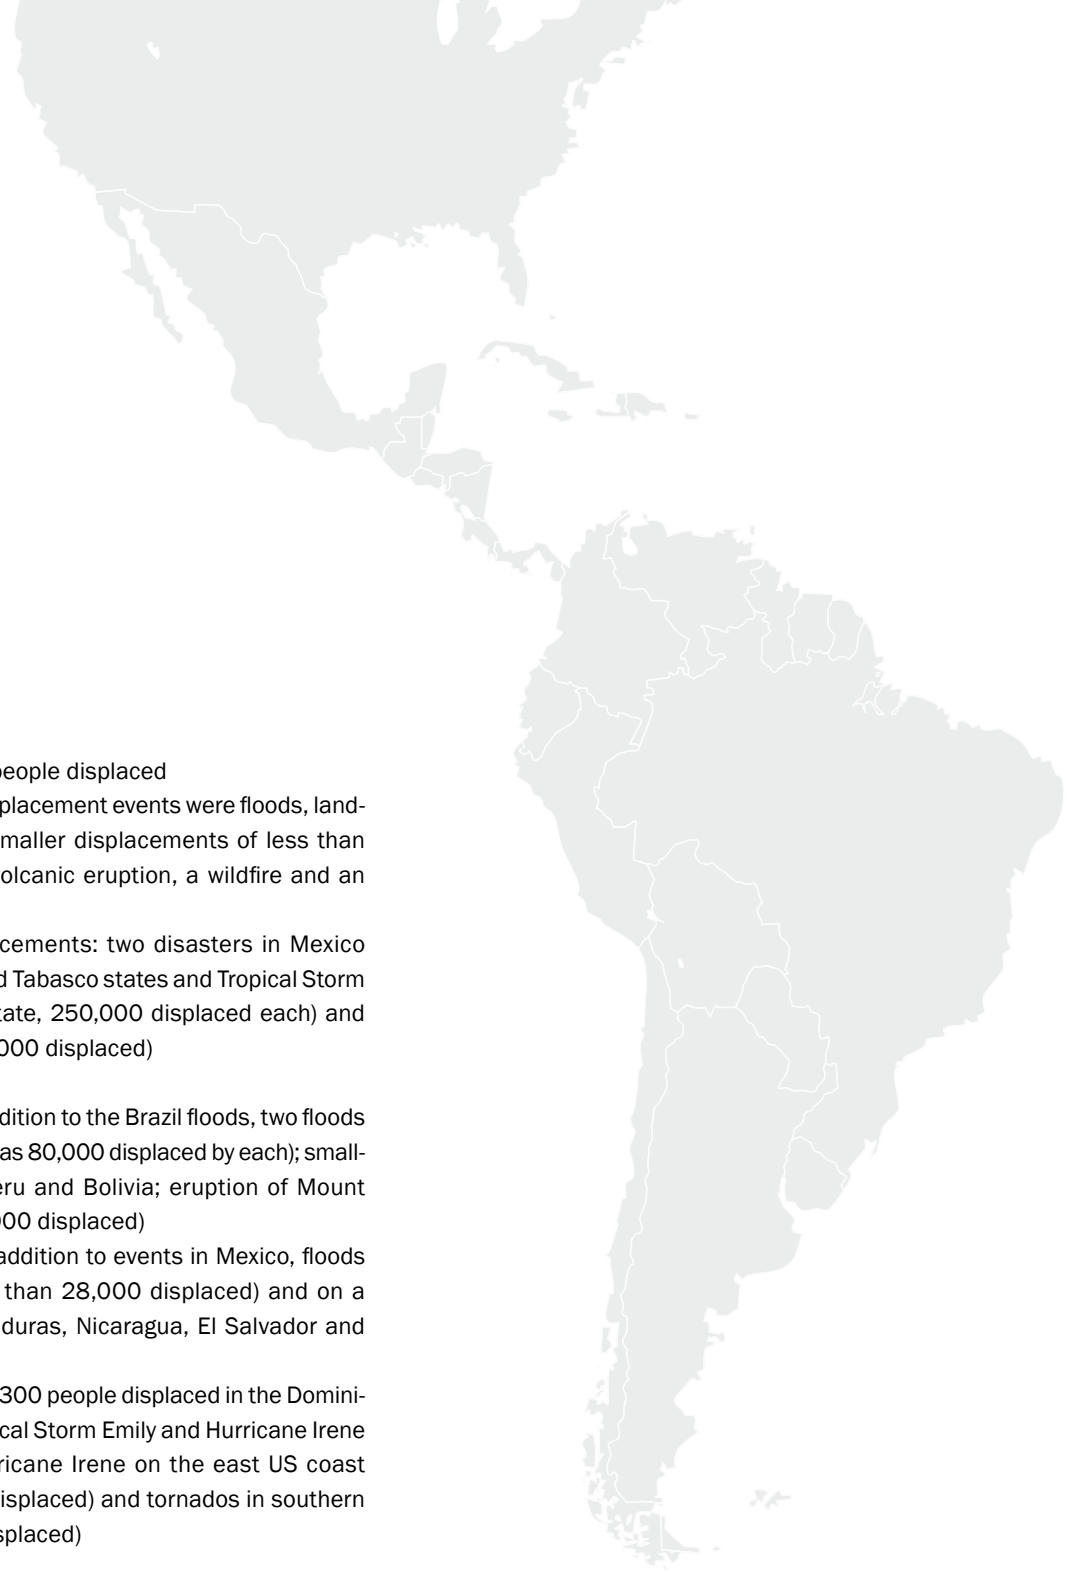 people displaced
placement events were floods, land-
maller displacements of less than
olcanic eruption, a wildfire and an
cements: two disasters in Mexico
d Tabasco states and Tropical Storm
tate, 250,000 displaced each) and
000 displaced)
dition to the Brazil floods, two floods
as 80,000 displaced by each); small-
eru and Bolivia; eruption of Mount
000 displaced)
addition to events in Mexico, floods
than 28,000 displaced) and on a
duras, Nicaragua, El Salvador and
300 people displaced in the Domini-
cal Storm Emily and Hurricane Irene
ricane Irene on the east US coast
isplaced) and tornados in southern
splaced)